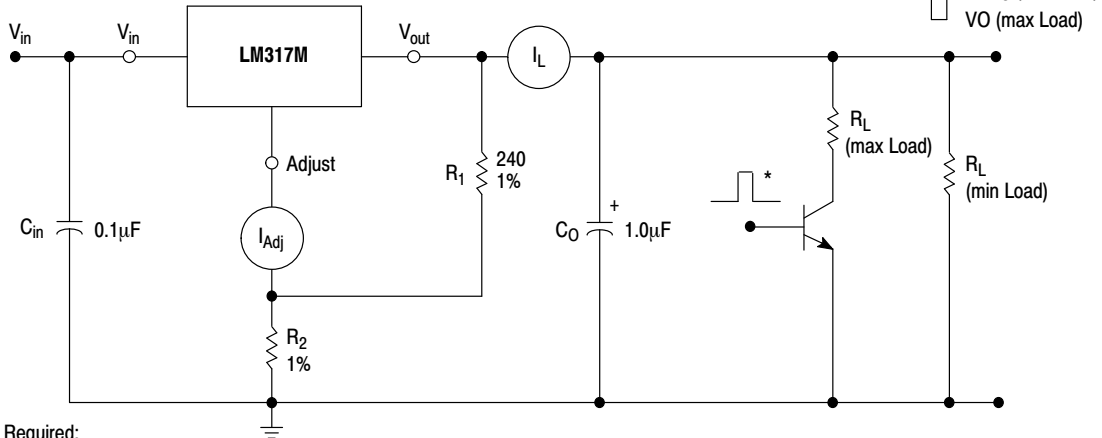 VO (max Load)
Vin
Vin
LM317M
Vout
IL
Adjust
R1
240
1%
RL
(max Load)
RL
(min Load)
*
Cin
0.1μF
IAdj
CO
+
1.0μF
R2
1%
Required: